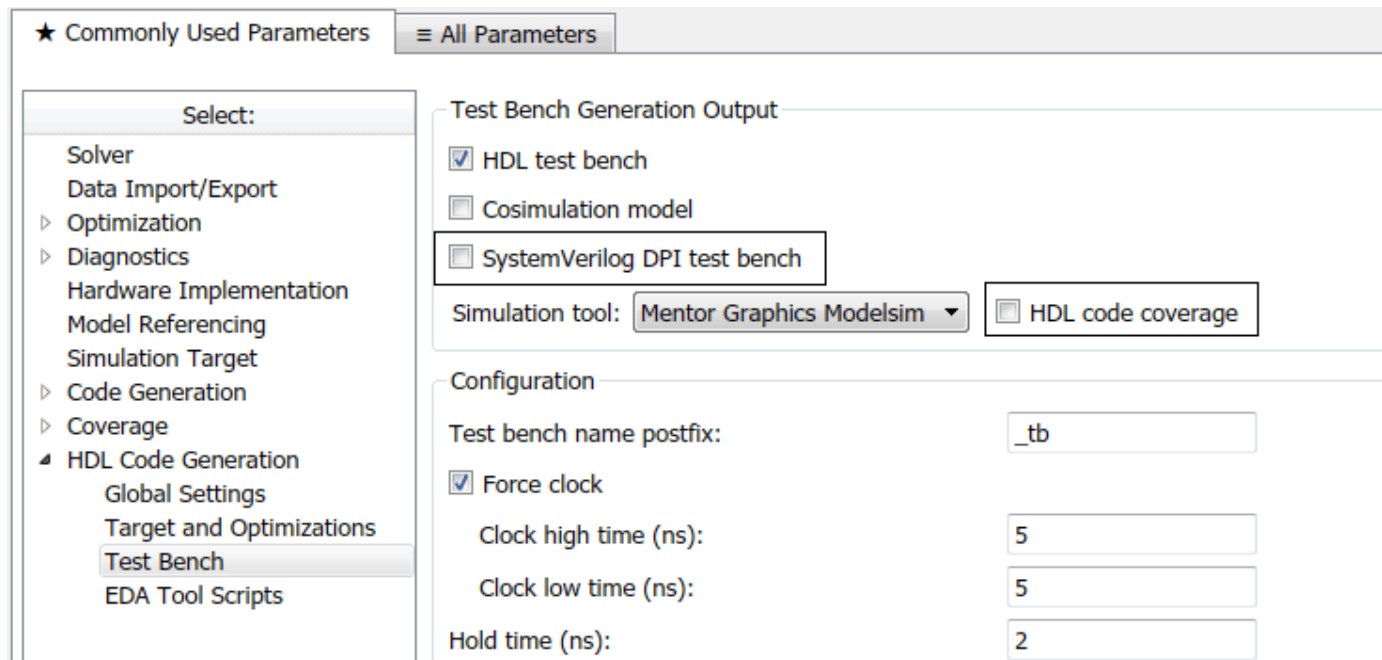 ★ Commonly Used Parameters
≡ All Parameters
Select:
Solver
Data Import/Export
Optimization
Diagnostics
Hardware Implementation
Model Referencing
Simulation Target
Code Generation
Coverage
HDL Code Generation
Global Settings
Target and Optimizations
Test Bench
EDA Tool Scripts
Test Bench Generation Output
HDL test bench
Cosimulation model
SystemVerilog DPI test bench
Simulation tool: Mentor Graphics Modelsim HDL code coverage
Configuration
Test bench name postfix: _tb
Force clock
Clock high time (ns): 5
Clock low time (ns): 5
Hold time (ns): 2